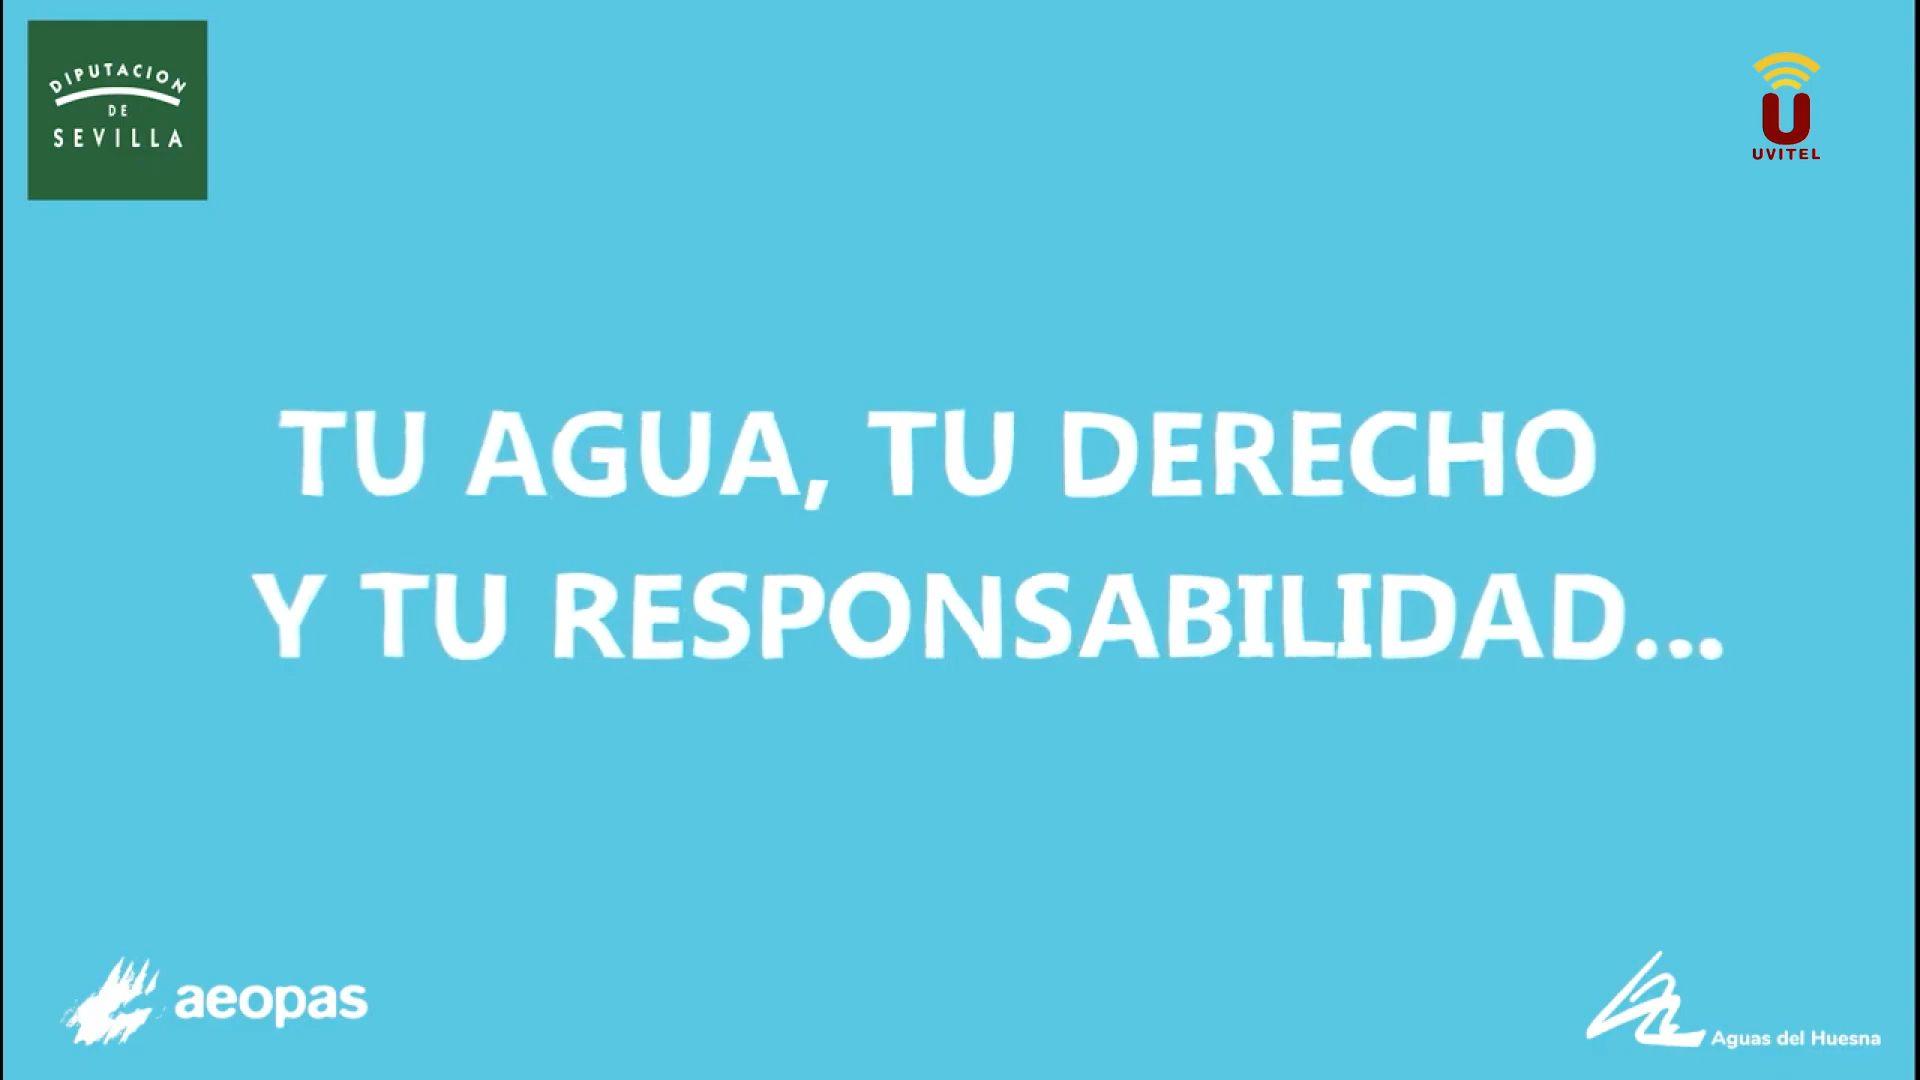 DIPUTACION
DE
SEVILLA
U
UVITEL
TU AGUA, TU DERECHO
Y TU RESPONSABILIDAD...
aeopas
Aguas del Huesna